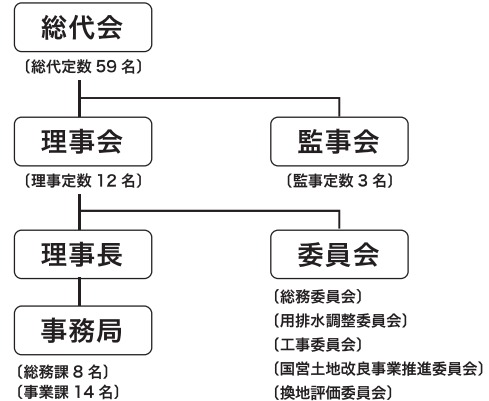 総代会
〔総代定数 59 名〕
理事会
〔理事定数 12 名〕
監事会
〔監事定数 3 名〕
理事長
委員会
〔総務委員会〕
〔用排水調整委員会〕
〔工事委員会〕
〔国営土地改良事業推進委員会〕
〔換地評価委員会〕
事務局
〔総務課 8 名〕
〔事業課 14 名〕